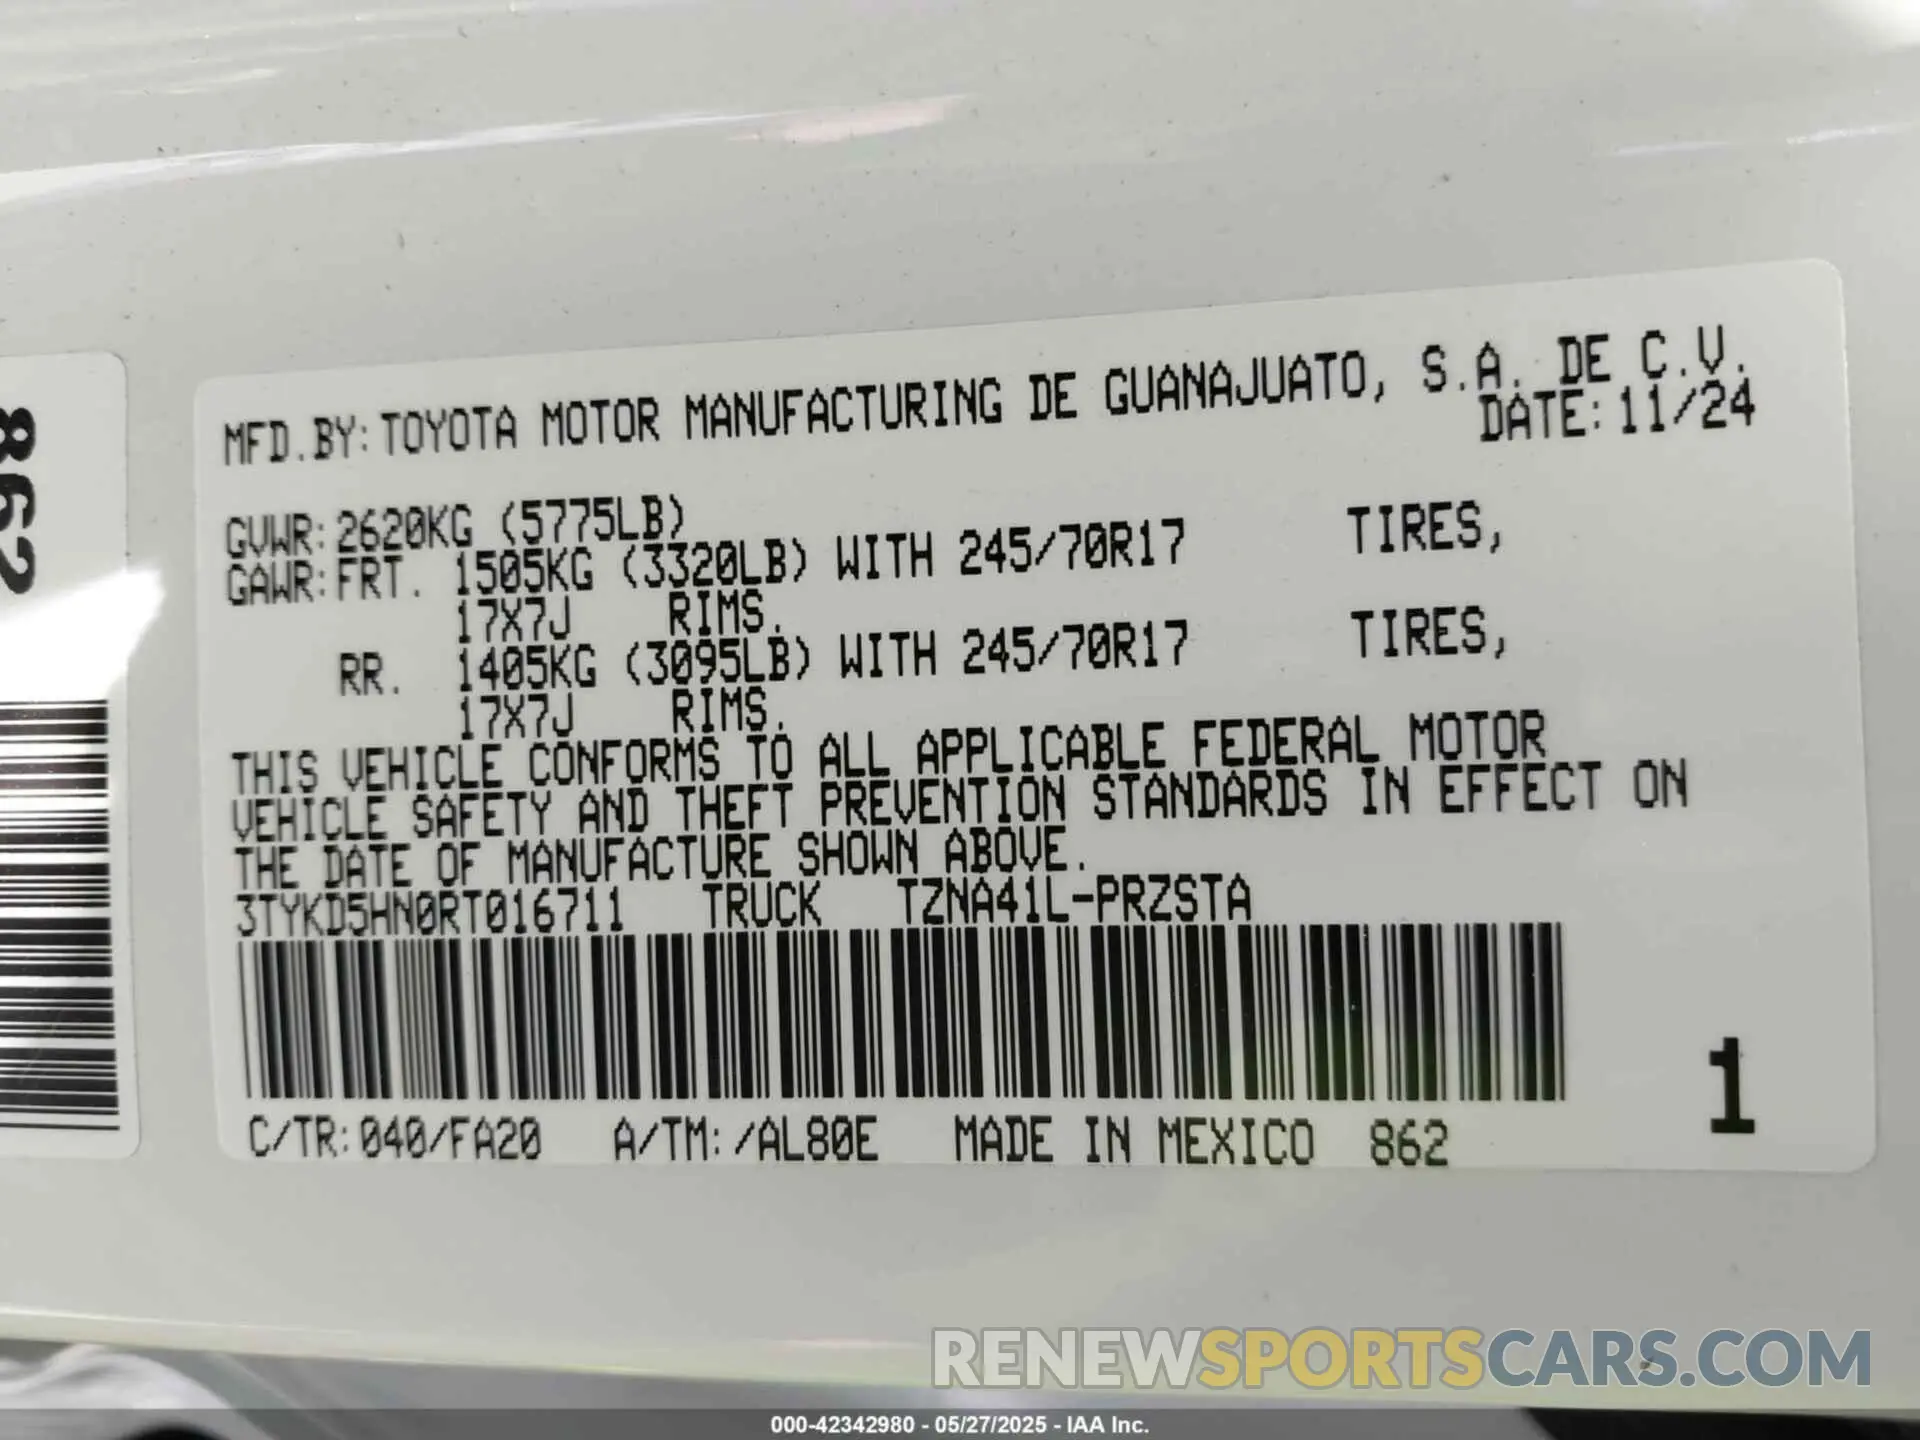 MFD.BY:TOYOTA MOTOR MANUFACTURING DE GUANAJUATO, S.A. DE C.V.
DATE:11/24
GVWR:2620KG (5775LB)
GAWR:FRT. 1505KG (3320LB) WITH 245/70R17 TIRES,
17X7J RIMS.
RR. 1405KG (3095LB) WITH 245/70R17 TIRES,
17X7J RIMS.
THIS VEHICLE CONFORMS TO ALL APPLICABLE FEDERAL MOTOR
VEHICLE SAFETY AND THEFT PREVENTION STANDARDS IN EFFECT ON
THE DATE OF MANUFACTURE SHOWN ABOVE.
3TYKD5HN0RT016711 TRUCK TZNA41L-PRZSTA
C/TR:040/FA20 A/TM:/AL80E MADE IN MEXICO 862
1
862
RENEWSPORTSCARS.COM
000-42342980 - 05/27/2025 - IAA Inc.